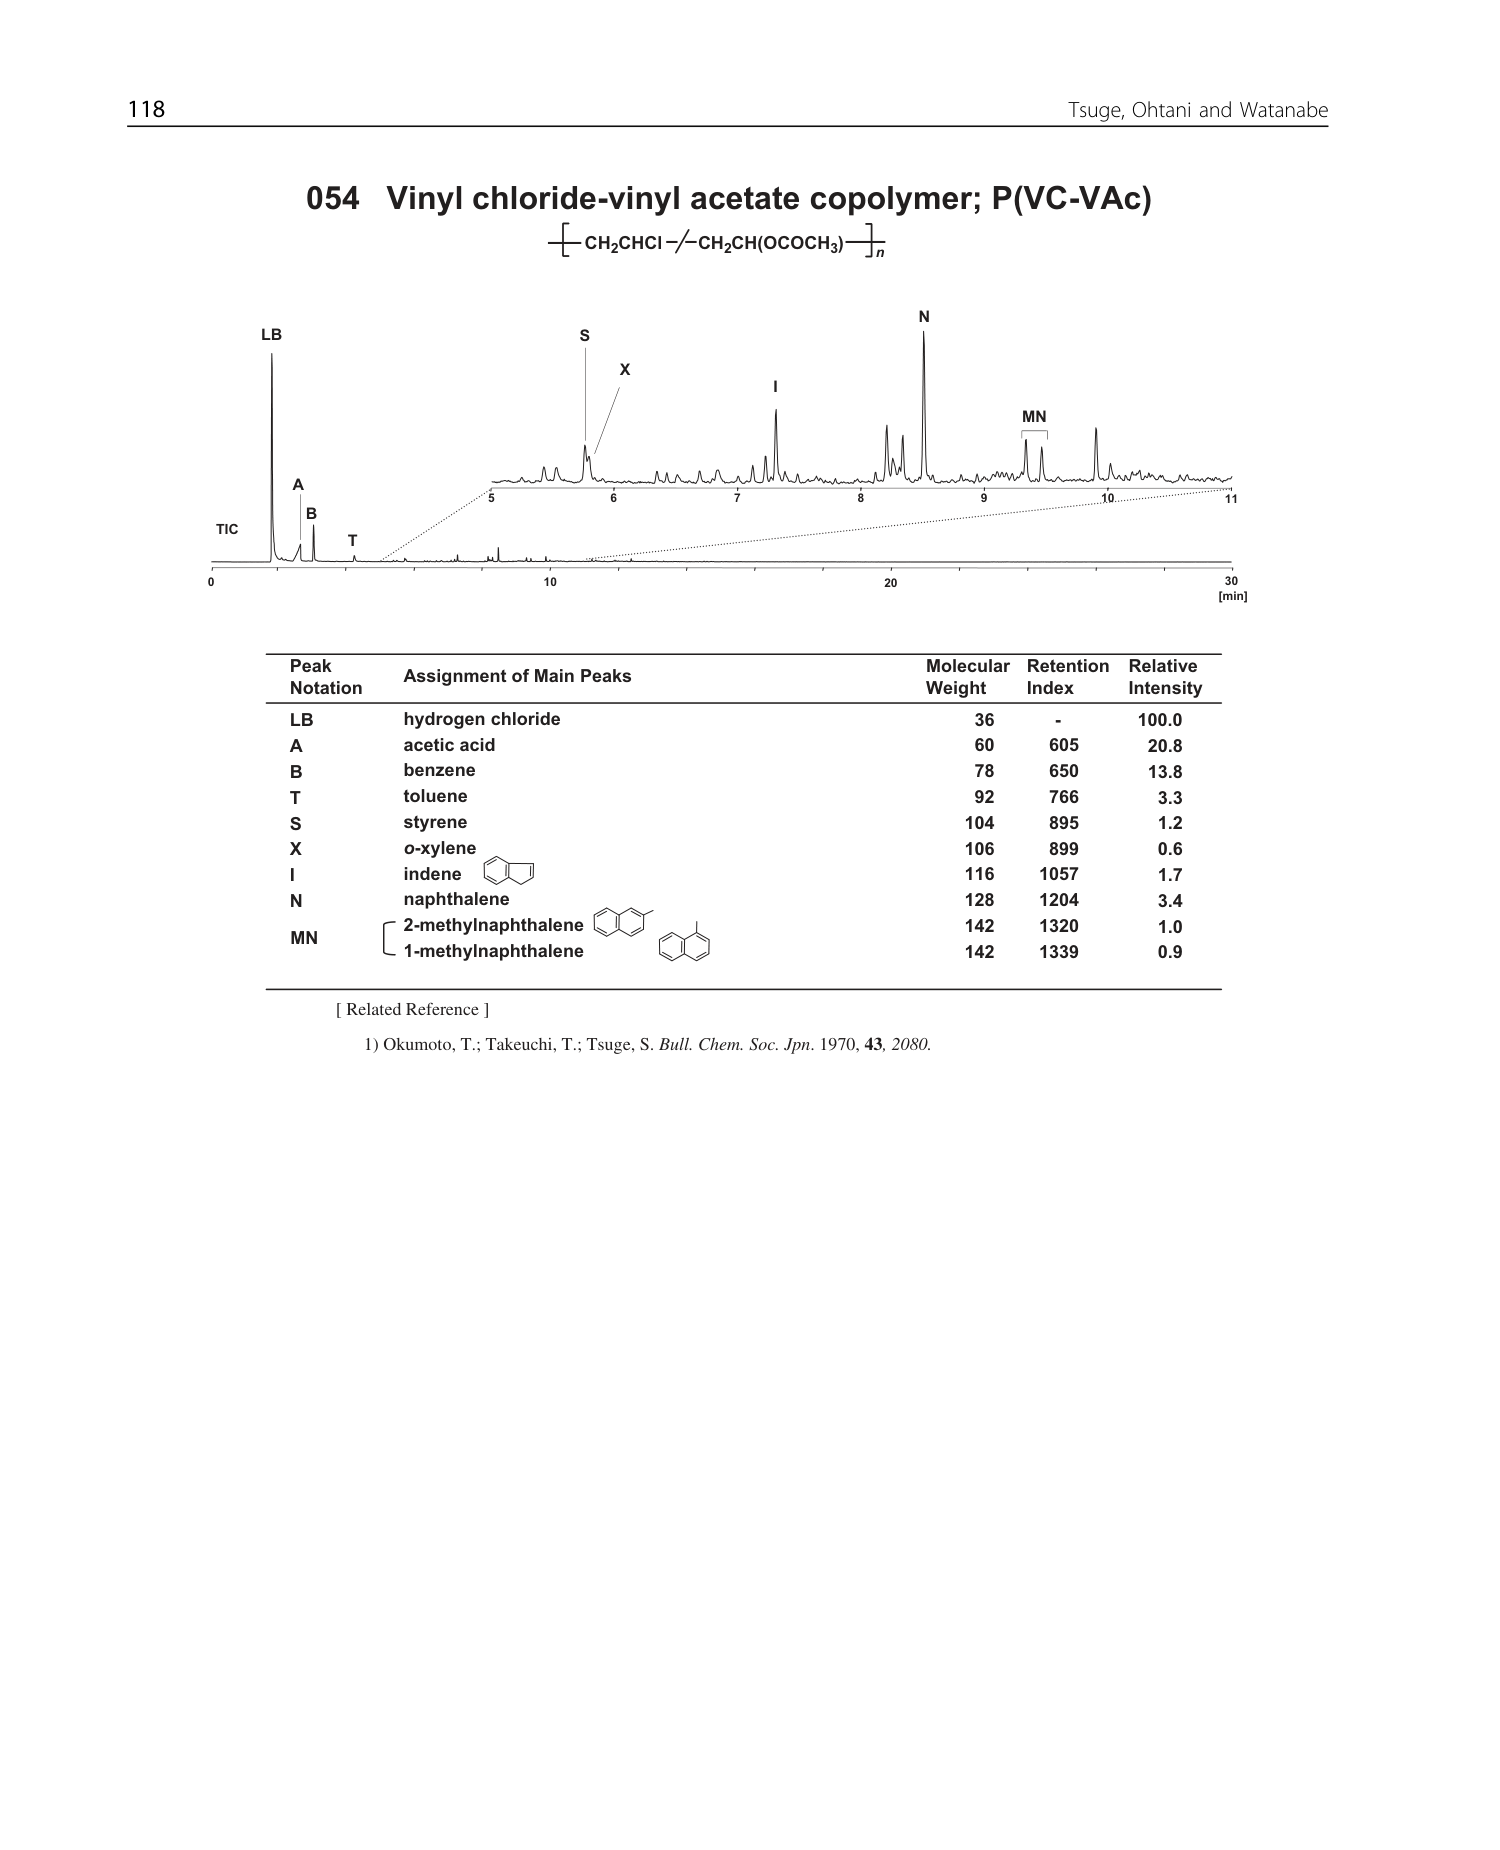 118 Tsuge, Ohtani and Watanabe
054 Vinyl chloride-vinyl acetate copolymer; P(VC-VAc)
CH2CHCl CH2CH(OCOCH3) n
N
LB S
X
I
MN
A
5 6 7 8 9 10 11
B
TIC
T
0 10 20 30
[min]
Peak Notation Assignment of Main Peaks Molecular Weight Retention Index Relative Intensity
LB hydrogen chloride 36 - 100.0
A acetic acid 60 605 20.8
B benzene 78 650 13.8
T toluene 92 766 3.3
S styrene 104 895 1.2
X o-xylene 106 899 0.6
I indene 116 1057 1.7
N naphthalene 128 1204 3.4
MN 2-methylnaphthalene 142 1320 1.0
1-methylnaphthalene 142 1339 0.9
[ Related Reference ]
1) Okumoto, T.; Takeuchi, T.; Tsuge, S. Bull. Chem. Soc. Jpn. 1970, 43, 2080.